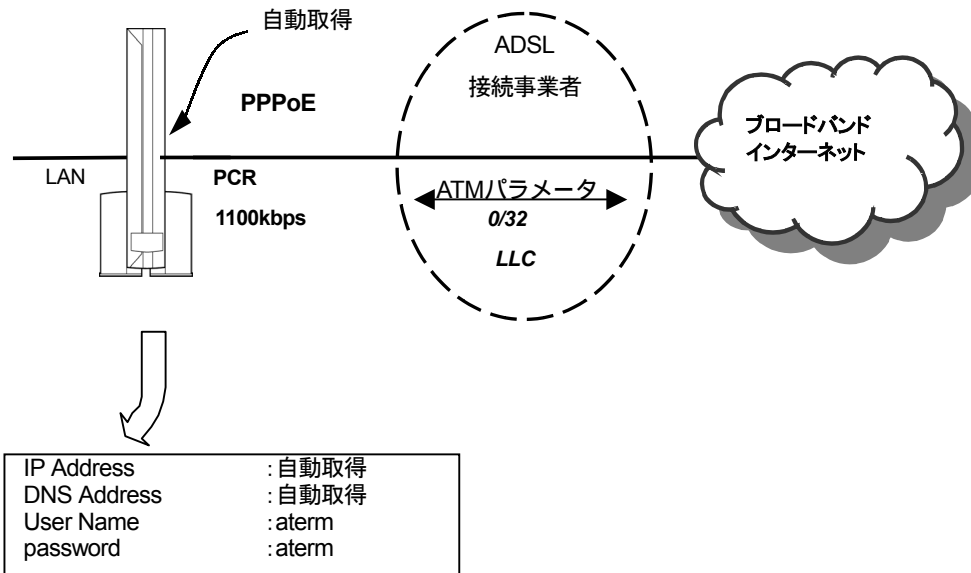 自動取得
ADSL
接続事業者
PPPoE
ブロードバンド
インターネット
LAN
PCR
1100kbps
ATMパラメータ
0/32
LLC
IP Address :自動取得
DNS Address :自動取得
User Name :aterm
password :aterm